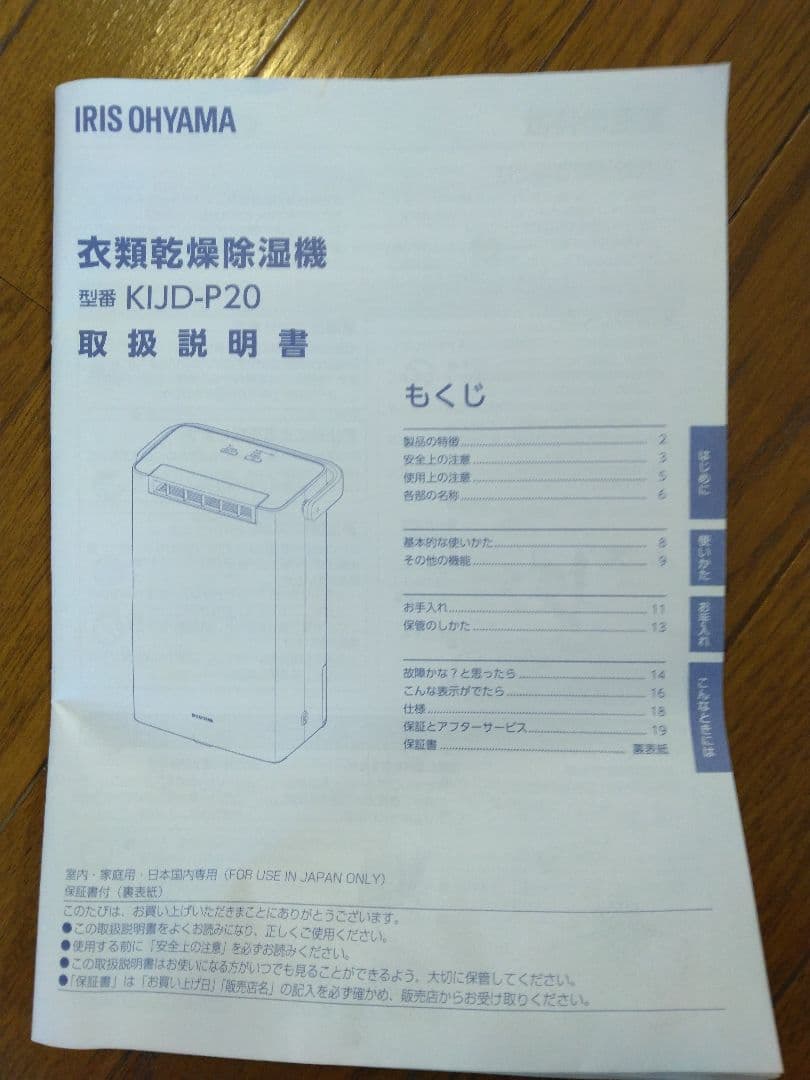 IRIS OHYAMA
衣類乾燥除湿機
型番 KIJD-P20
取扱説明書
もくじ
製品の特徴 2
安全上の注意 3
使用上の注意 5
各部の名称 6
はじめに
基本的な使いかた 8
その他の機能 9
使いかた
お手入れ 11
保管のしかた 13
お手入れ
故障かな?と思ったら 14
こんな表示がでたら 16
仕様 18
保証とアフターサービス 19
保証書 裏表紙
こんなときには
室内・家庭用・日本国内専用(FOR USE IN JAPAN ONLY)
保証書付(裏表紙)
このたびは、お買い上げいただきまことにありがとうございます。
●この取扱説明書をよくお読みになり、正しくご使用ください。
●使用する前に「安全上の注意」を必ずお読みください。
●この取扱説明書はお使いになる方がいつでも見ることができるよう、大切に保管してください。
●「保証書」は「お買い上げ日」「販売店名」の記入を必ず確かめ、販売店からお受け取りください。